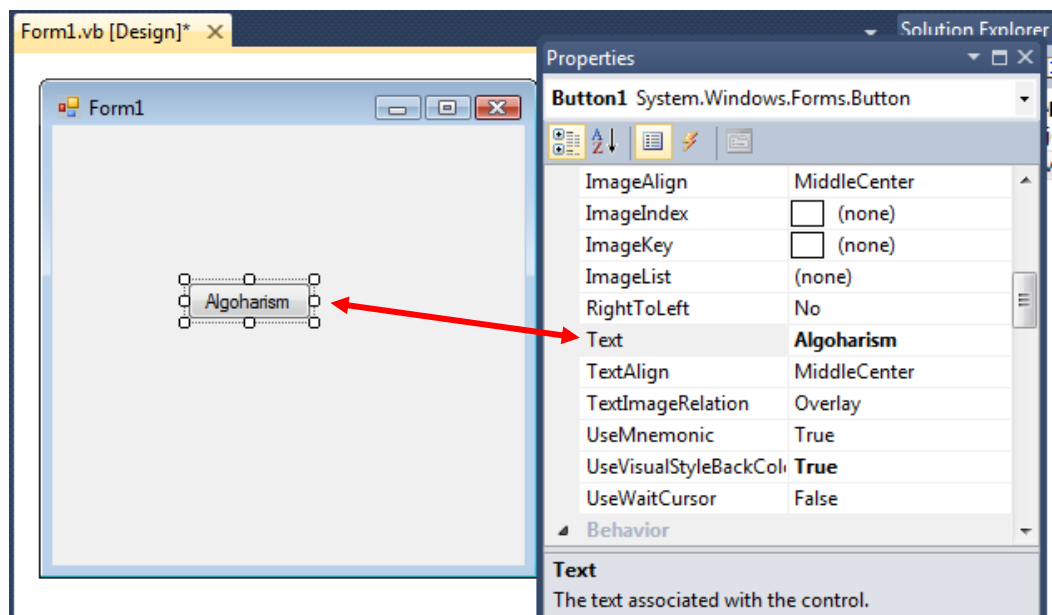 Form1.vb [Design]*
Solution Explorer
Properties
Form1
Button1 System.Windows.Forms.Button
ImageAlign MiddleCenter
ImageIndex (none)
ImageKey (none)
ImageList (none)
RightToLeft No
Algoharism
Text Algoharism
TextAlign MiddleCenter
TextImageRelation Overlay
UseMnemonic True
UseVisualStyleBackColo True
UseWaitCursor False
Behavior
Text
The text associated with the control.